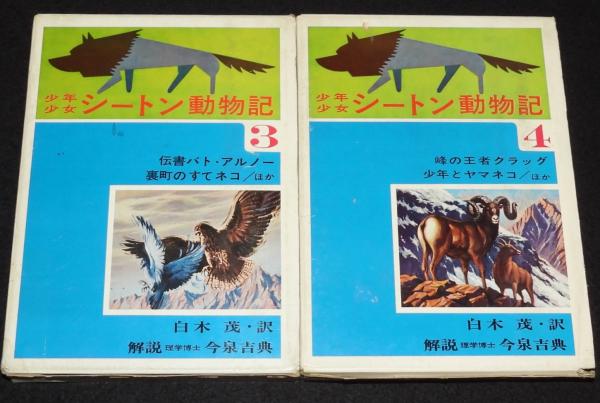 少年
少女 シートン動物記
3
伝書バト・アルノー
裏町のすてネコ/ほか
白木 茂・訳
解説 理学博士 今泉吉典
少年
少女 シートン動物記
4
峰の王者クラッグ
少年とヤマネコ/ほか
白木 茂・訳
解説 理学博士 今泉吉典